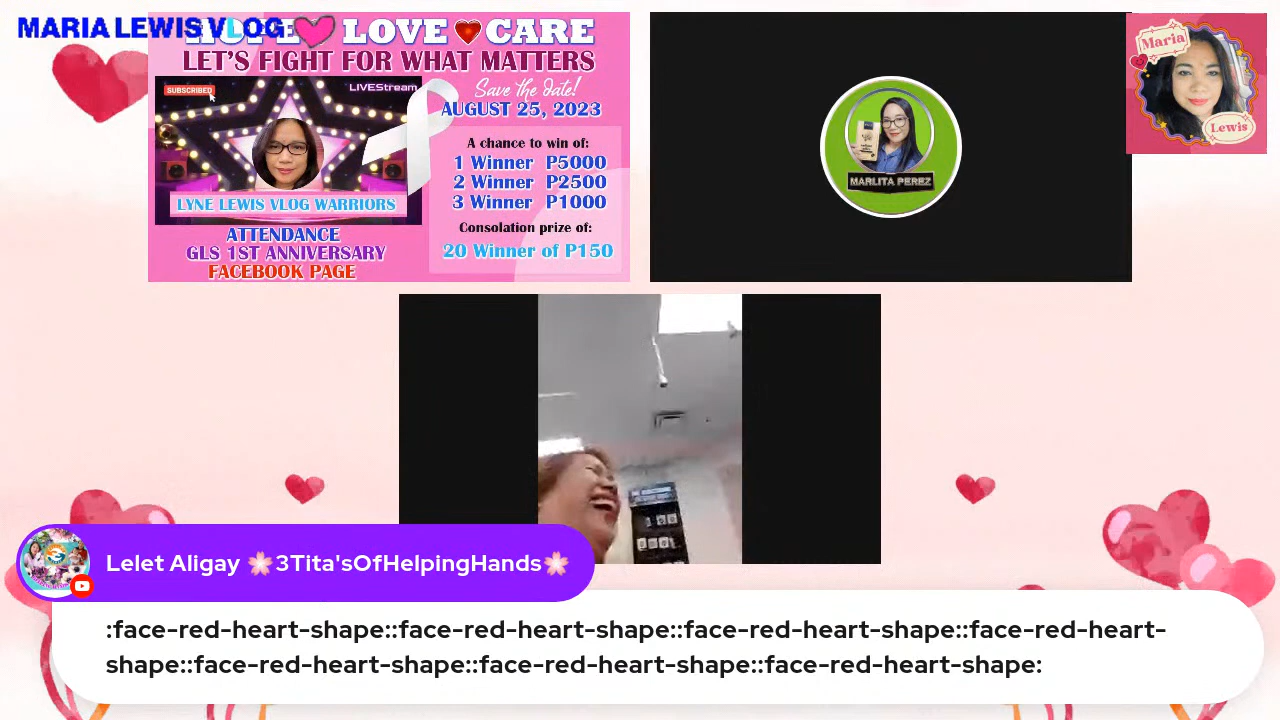 MARIA LEWIS VLOG
HOPE LOVE CARE
LET'S FIGHT FOR WHAT MATTERS
SUBSCRIBED
LIVEStream
Save the date!
AUGUST 25, 2023
A chance to win of:
1 Winner P5000
2 Winner P2500
3 Winner P1000
Consolation prize of:
20 Winner of P150
LYNE LEWIS VLOG WARRIORS
ATTENDANCE
GLS 1ST ANNIVERSARY
FACEBOOK PAGE
MARLITA PEREZ
Maria
Lewis
Lelet Aligay 🌸3Tita'sOfHelpingHands🌸
:face-red-heart-shape::face-red-heart-shape::face-red-heart-shape::face-red-heart-
shape::face-red-heart-shape::face-red-heart-shape::face-red-heart-shape: